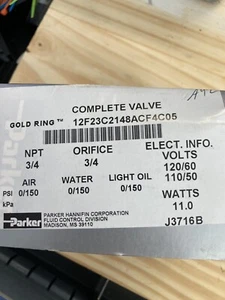 COMPLETE VALVE
GOLD RING™ 12F23C2148ACF4C05
NPT ORIFICE ELECT. INFO.
3/4 3/4 VOLTS
120/60
AIR WATER LIGHT OIL 110/50
PSI 0/150 0/150 0/150 WATTS
kPa 11.0
Parker
PARKER HANNIFIN CORPORATION
FLUID CONTROL DIVISION
MADISON, MS 39110
J3716B
Parker